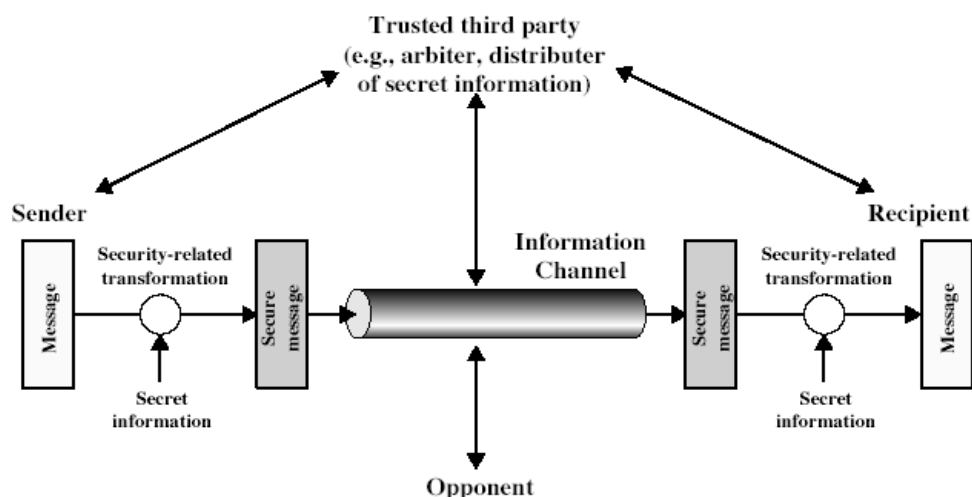 Trusted third party
(e.g., arbiter, distributer
of secret information)
Sender
Recipient
Information
Channel
Security-related
transformation
Security-related
transformation
Message
Secure
message
Secure
message
Message
Secret
information
Secret
information
Opponent